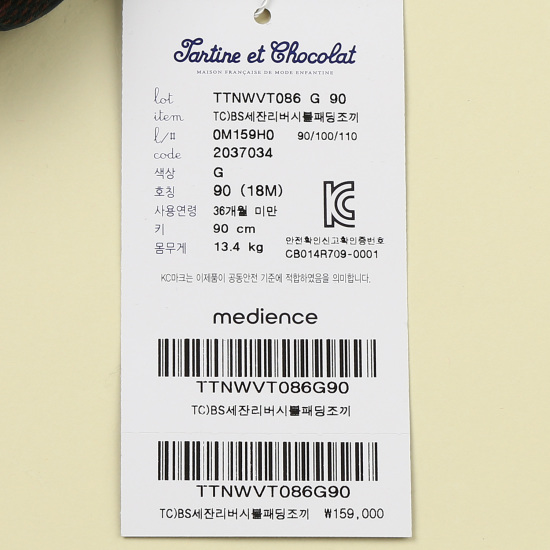 Tartine et Chocolat
MAISON FRANÇAISE DE MODE ENFANTINE
lot TTNWVT086 G 90
item TC)BS세잔리버시블패딩조끼
l/# 0M159H0 90/100/110
code 2037034
색상 G
호칭 90 (18M)
사용연령 36개월 미만
키 90 cm
몸무게 13.4 kg
안전확인신고확인증번호
CB014R709-0001
KC마크는 이제품이 공동안전 기준에 적합하였음을 의미합니다.
medience
TTNWVT086G90
TC)BS세잔리버시블패딩조끼
TTNWVT086G90
TC)BS세잔리버시블패딩조끼 ₩159,000